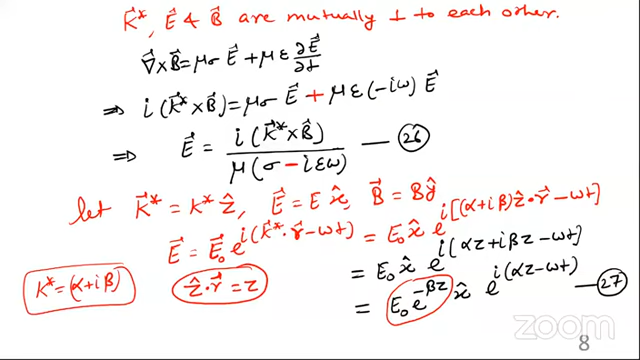 K⃗*, E⃗ & B⃗ are mutually ⊥ to each other.
∇⃗×B⃗ = μσ E⃗ + με ∂E⃗/∂t
⇒ i(K⃗*×B⃗) = μσ E⃗ + με(-iω) E⃗
⇒ E⃗ = i(K⃗*×B⃗) / μ(σ - iεω) — (26)
let K⃗* = K* ẑ, E⃗ = E x̂ B⃗ = B ŷ
E⃗ = E⃗₀ e^{i(K⃗*·r⃗ - ωt)} = E₀ x̂ e^{i[(α+iβ) ẑ·r⃗ - ωt]}
= E₀ x̂ e^{i[αz + iβz - ωt]}
K* = (α+iβ) ẑ·r⃗ = z = E₀ e^{-βz} x̂ e^{i(αz - ωt)} — (27)
zoom
8